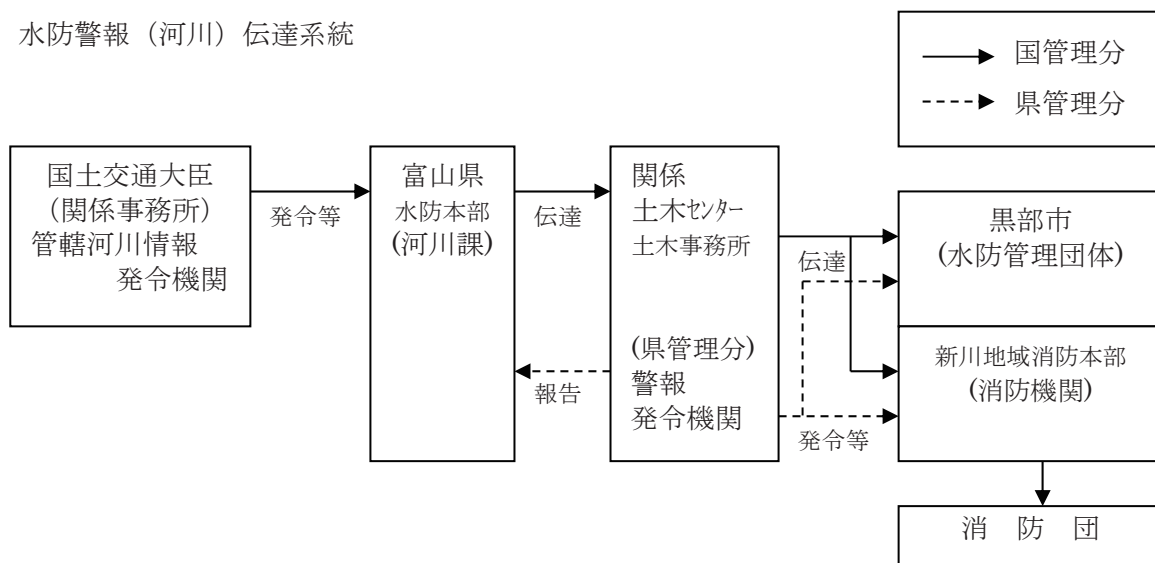 水防警報（河川）伝達系統
国管理分
県管理分
国土交通大臣
（関係事務所）
管轄河川情報
発令機関
発令等
富山県
水防本部
(河川課)
伝達
報告
関係
土木ｾﾝﾀｰ
土木事務所
(県管理分)
警報
発令機関
伝達
発令等
黒部市
(水防管理団体)
新川地域消防本部
(消防機関)
消　防　団